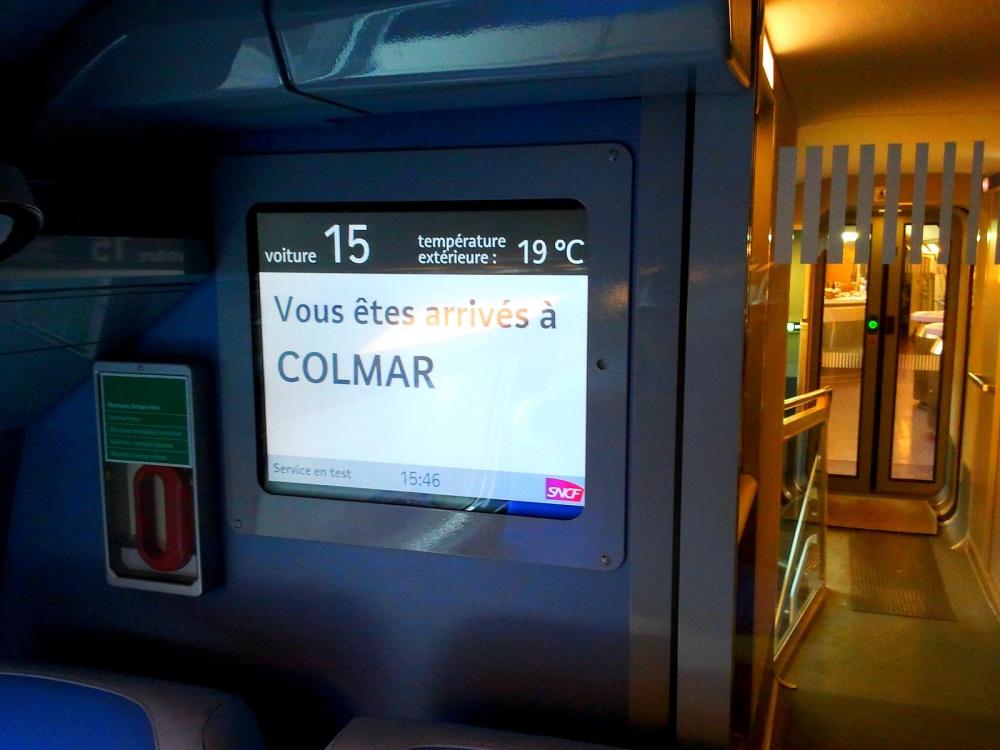 voiture 15
température
extérieure : 19 °C
Vous êtes arrivés à
COLMAR
Service en test 15:46
SNCF